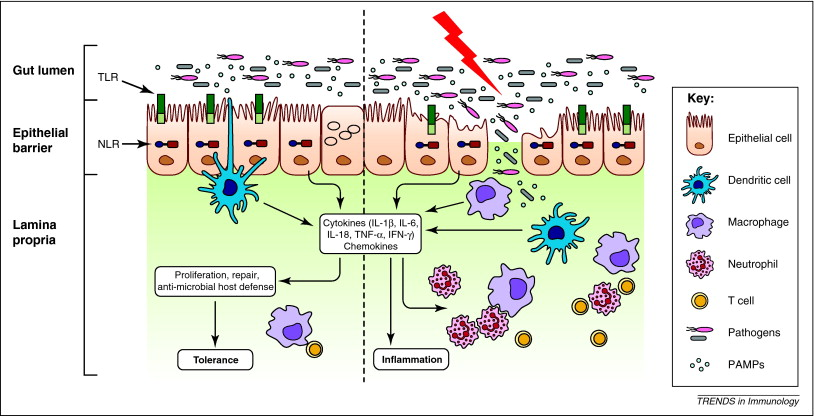 Gut lumen
TLR
Epithelial
barrier
NLR
Lamina
propria
Cytokines (IL-1β, IL-6,
IL-18, TNF-α, IFN-γ)
Chemokines
Proliferation, repair,
anti-microbial host defense
Tolerance
Inflammation
Key:
Epithelial cell
Dendritic cell
Macrophage
Neutrophil
T cell
Pathogens
PAMPs
TRENDS in Immunology